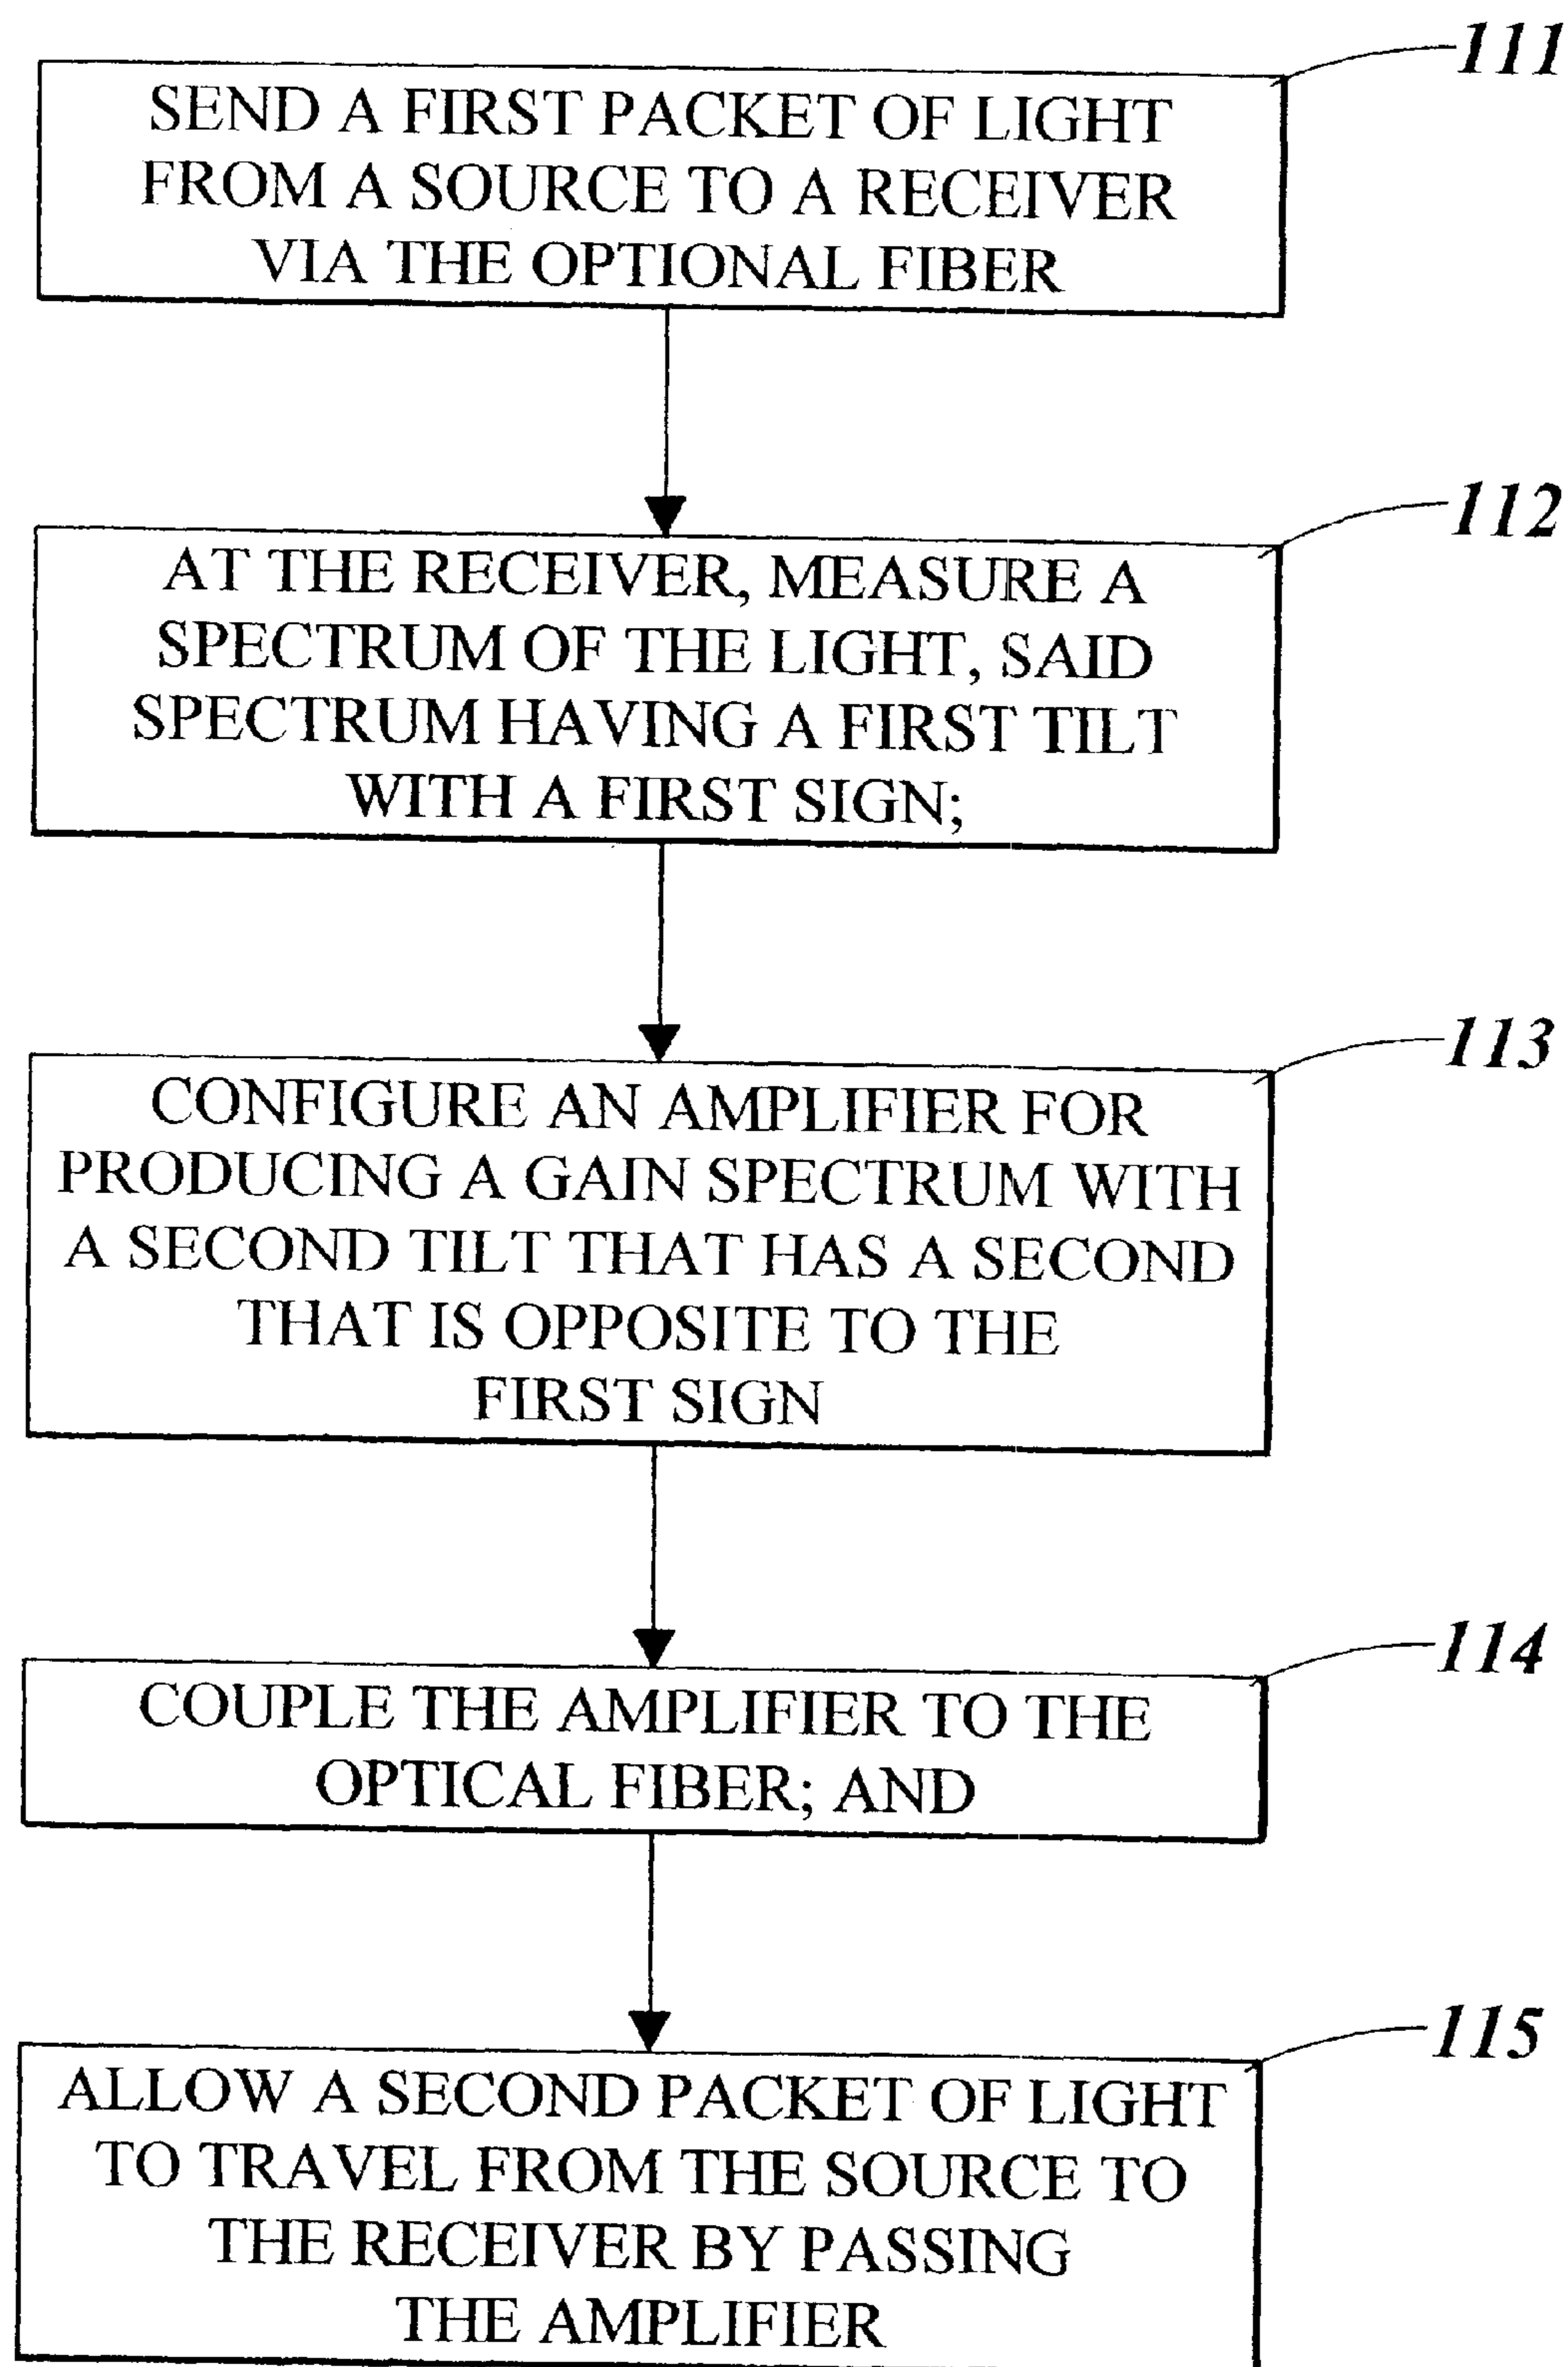 111
SEND A FIRST PACKET OF LIGHT
FROM A SOURCE TO A RECEIVER
VIA THE OPTIONAL FIBER
112
AT THE RECEIVER, MEASURE A
SPECTRUM OF THE LIGHT, SAID
SPECTRUM HAVING A FIRST TILT
WITH A FIRST SIGN;
113
CONFIGURE AN AMPLIFIER FOR
PRODUCING A GAIN SPECTRUM WITH
A SECOND TILT THAT HAS A SECOND
THAT IS OPPOSITE TO THE
FIRST SIGN
114
COUPLE THE AMPLIFIER TO THE
OPTICAL FIBER; AND
115
ALLOW A SECOND PACKET OF LIGHT
TO TRAVEL FROM THE SOURCE TO
THE RECEIVER BY PASSING
THE AMPLIFIER